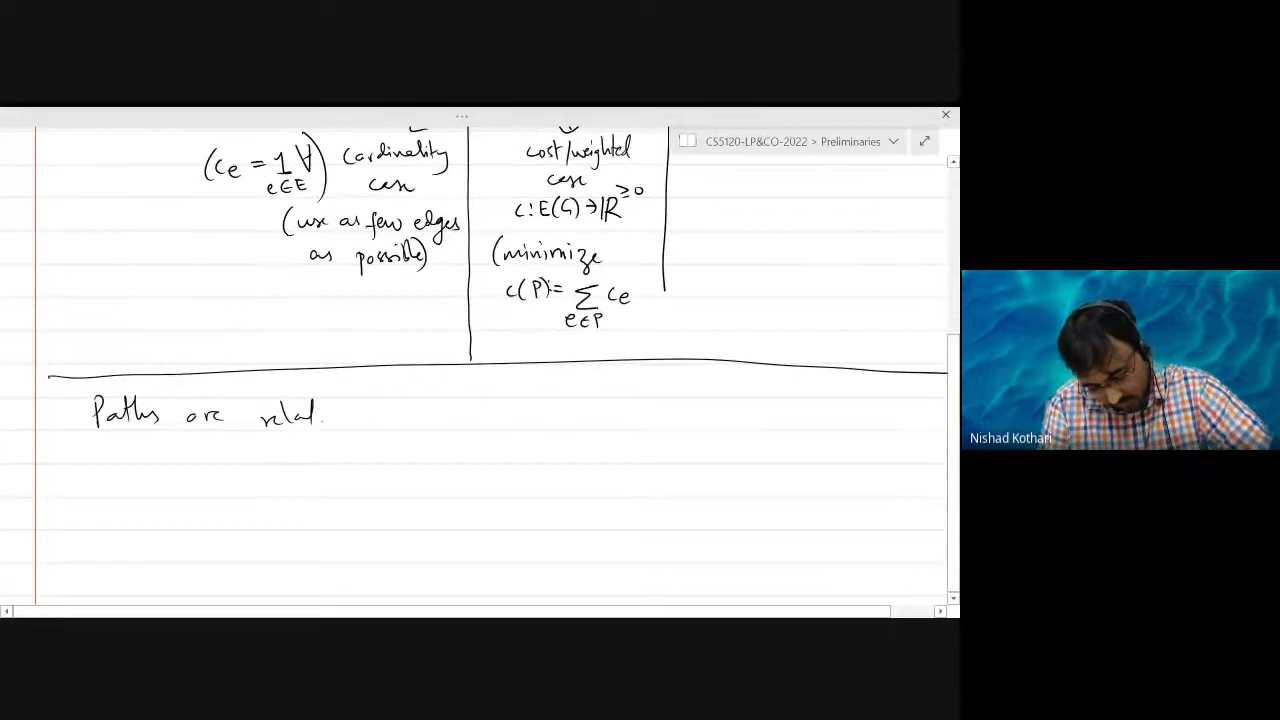 CS5120-LP&CO-2022 > Preliminaries
(ce = 1 ∀ e∈E) cardinality
case
(use as few edges
as possible)
cost/weighted
case
c: E(G) → ℝ≥0
(minimize
c(P) := ∑ ce
e∈P
Paths are relat.
Nishad Kothari